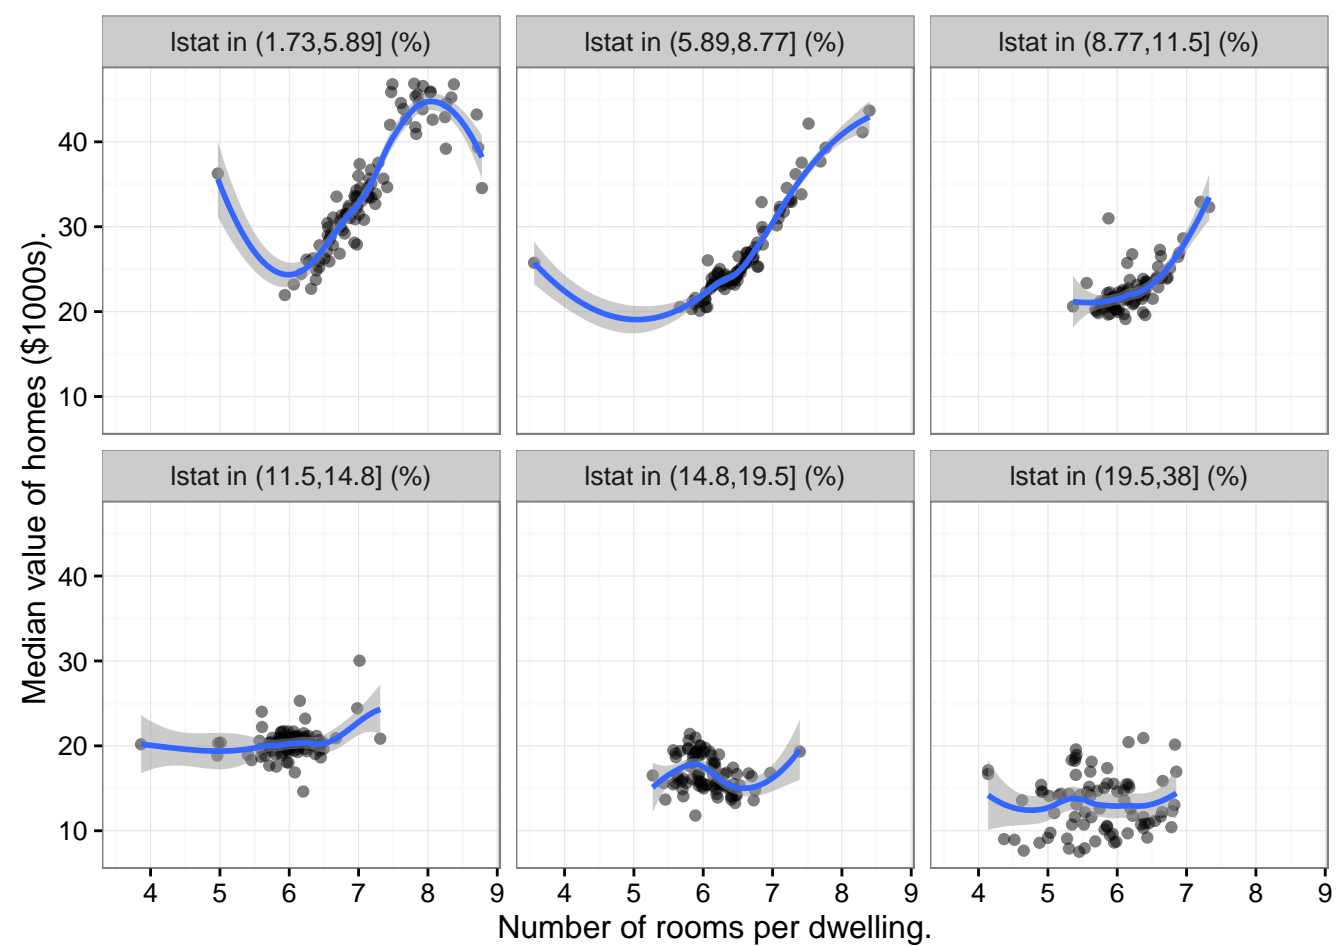 lstat in (1.73,5.89] (%)
lstat in (5.89,8.77] (%)
lstat in (8.77,11.5] (%)
40
30
20
10
lstat in (11.5,14.8] (%)
lstat in (14.8,19.5] (%)
lstat in (19.5,38] (%)
40
30
20
10
4 5 6 7 8 9
4 5 6 7 8 9
4 5 6 7 8 9
Number of rooms per dwelling.
Median value of homes ($1000s).